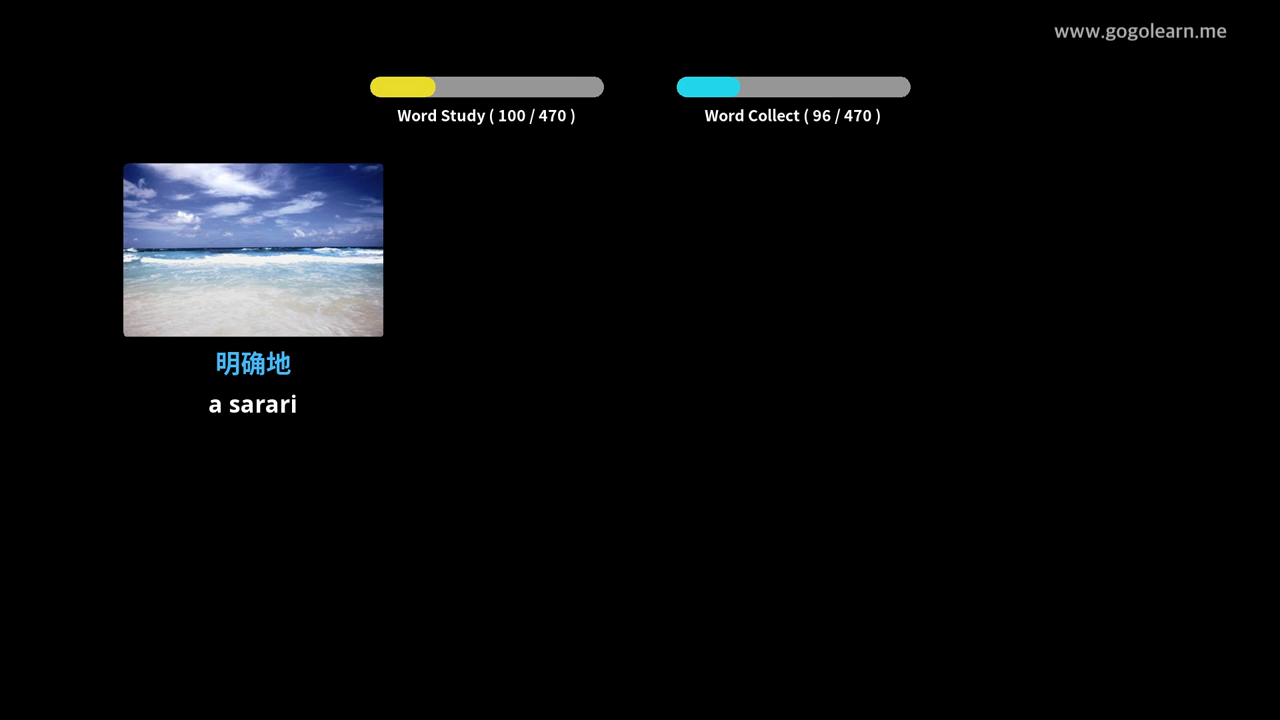 www.gogolearn.me
Word Study ( 100 / 470 )
Word Collect ( 96 / 470 )
明确地
a sarari